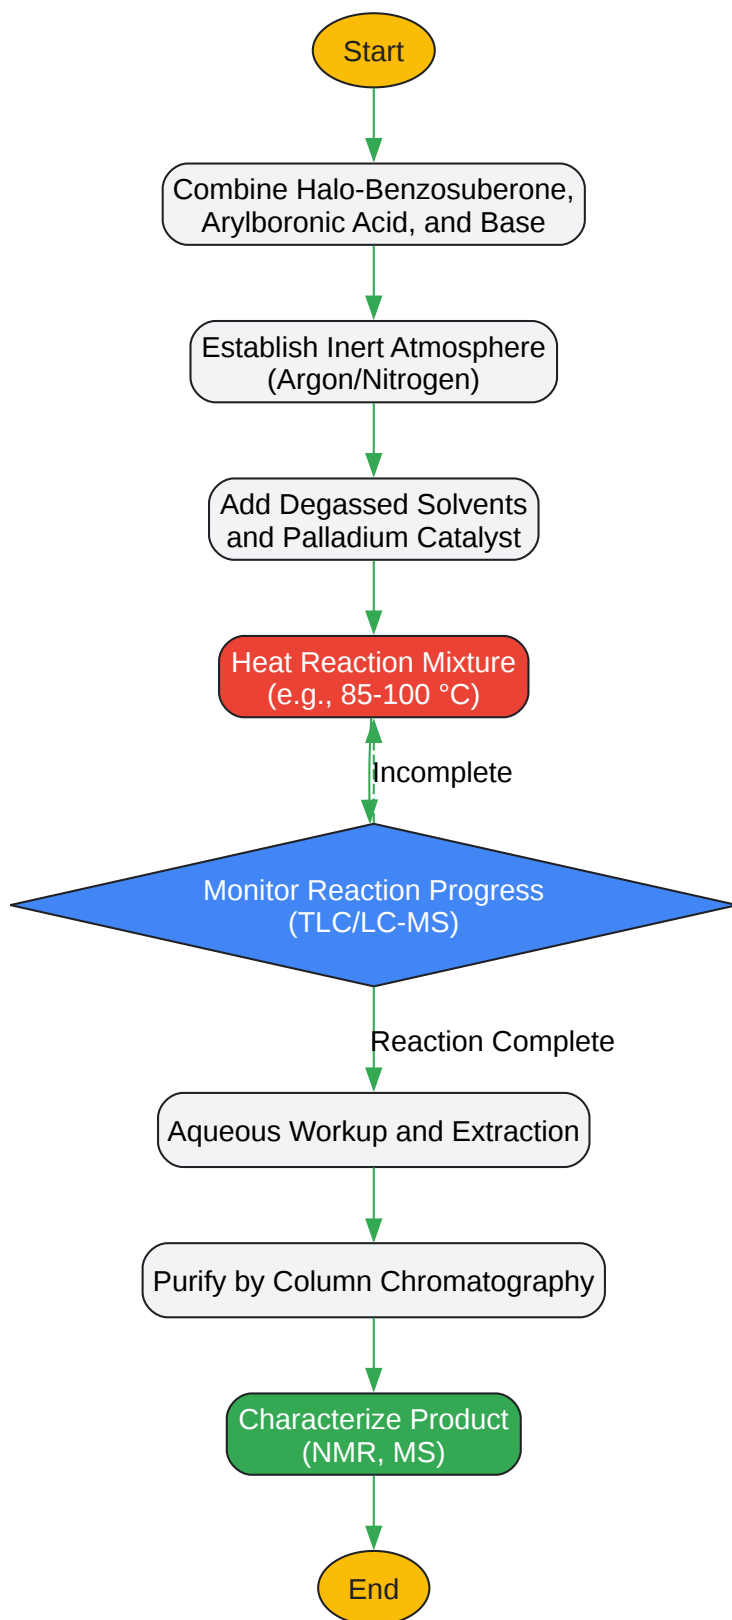 Start
Combine Halo-Benzosuberone,
Arylboronic Acid, and Base
Establish Inert Atmosphere
(Argon/Nitrogen)
Add Degassed Solvents
and Palladium Catalyst
Heat Reaction Mixture
(e.g., 85-100 °C)
Incomplete
Monitor Reaction Progress
(TLC/LC-MS)
Reaction Complete
Aqueous Workup and Extraction
Purify by Column Chromatography
Characterize Product
(NMR, MS)
End